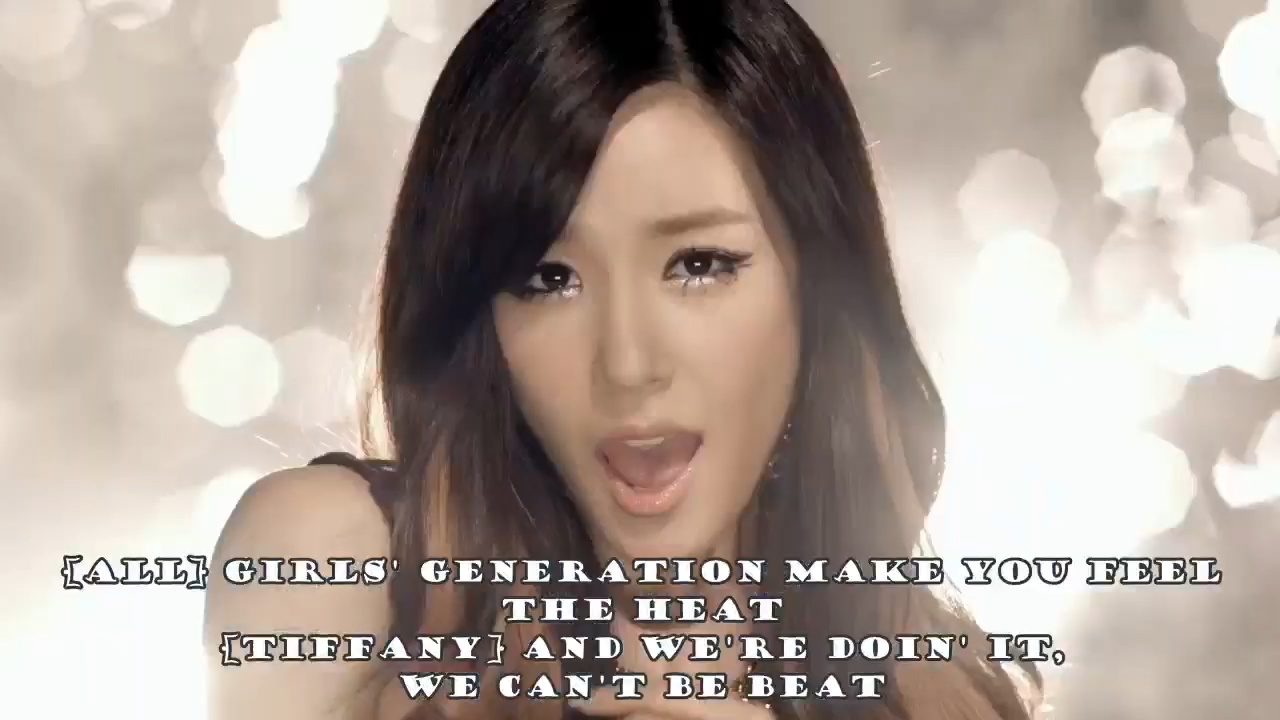 {ALL} GIRLS' GENERATION MAKE YOU FEEL
THE HEAT
{TIFFANY} AND WE'RE DOIN' IT,
WE CAN'T BE BEAT